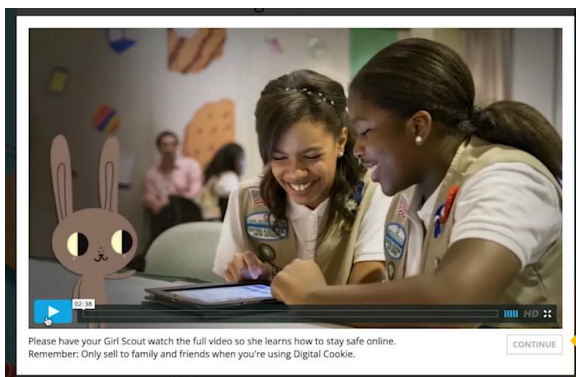 02:38
HD
Please have your Girl Scout watch the full video so she learns how to stay safe online.
CONTINUE
Remember: Only sell to family and friends when you're using Digital Cookie.